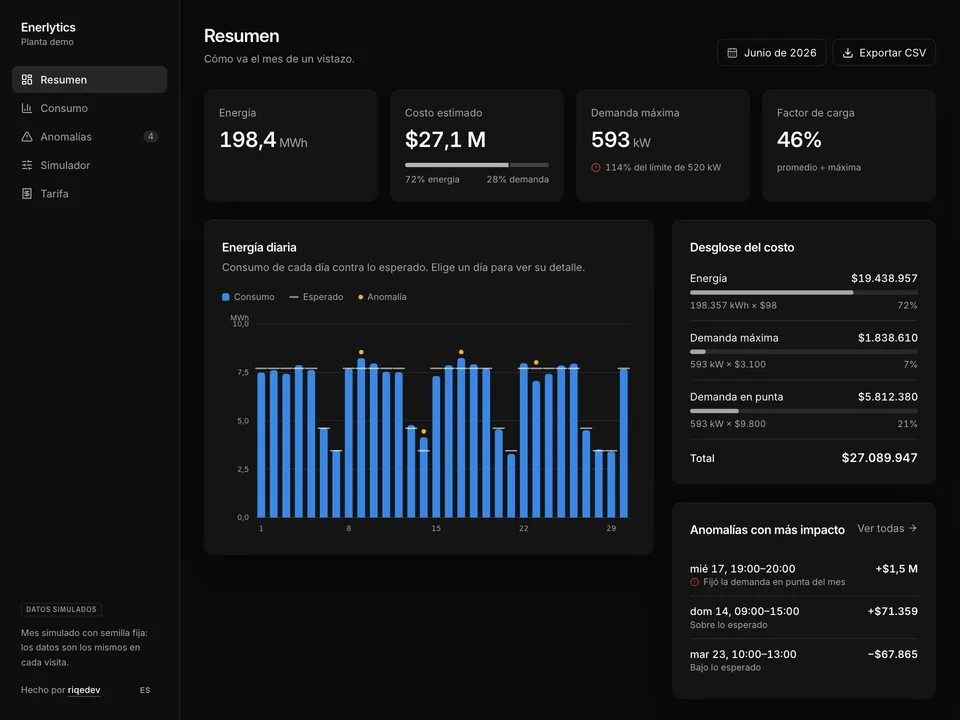 Enerlytics
Planta demo
Resumen
Consumo
Anomalías 4
Simulador
Tarifa
DATOS SIMULADOS
Mes simulado con semilla fija:
los datos son los mismos en
cada visita.
Hecho por riqedev ES
Resumen
Cómo va el mes de un vistazo.
Junio de 2026
Exportar CSV
Energía
198,4 MWh
Costo estimado
$27,1 M
72% energía 28% demanda
Demanda máxima
593 kW
114% del límite de 520 kW
Factor de carga
46%
promedio ÷ máxima
Energía diaria
Consumo de cada día contra lo esperado. Elige un día para ver su detalle.
Consumo Esperado Anomalía
MWh
10,0
7,5
5,0
2,5
0,0
1 8 15 22 29
Desglose del costo
Energía $19.438.957
198.357 kWh × $98 72%
Demanda máxima $1.838.610
593 kW × $3.100 7%
Demanda en punta $5.812.380
593 kW × $9.800 21%
Total $27.089.947
Anomalías con más impacto Ver todas →
mié 17, 19:00–20:00 +$1,5 M
Fijó la demanda en punta del mes
dom 14, 09:00–15:00 +$71.359
Sobre lo esperado
mar 23, 10:00–13:00 −$67.865
Bajo lo esperado